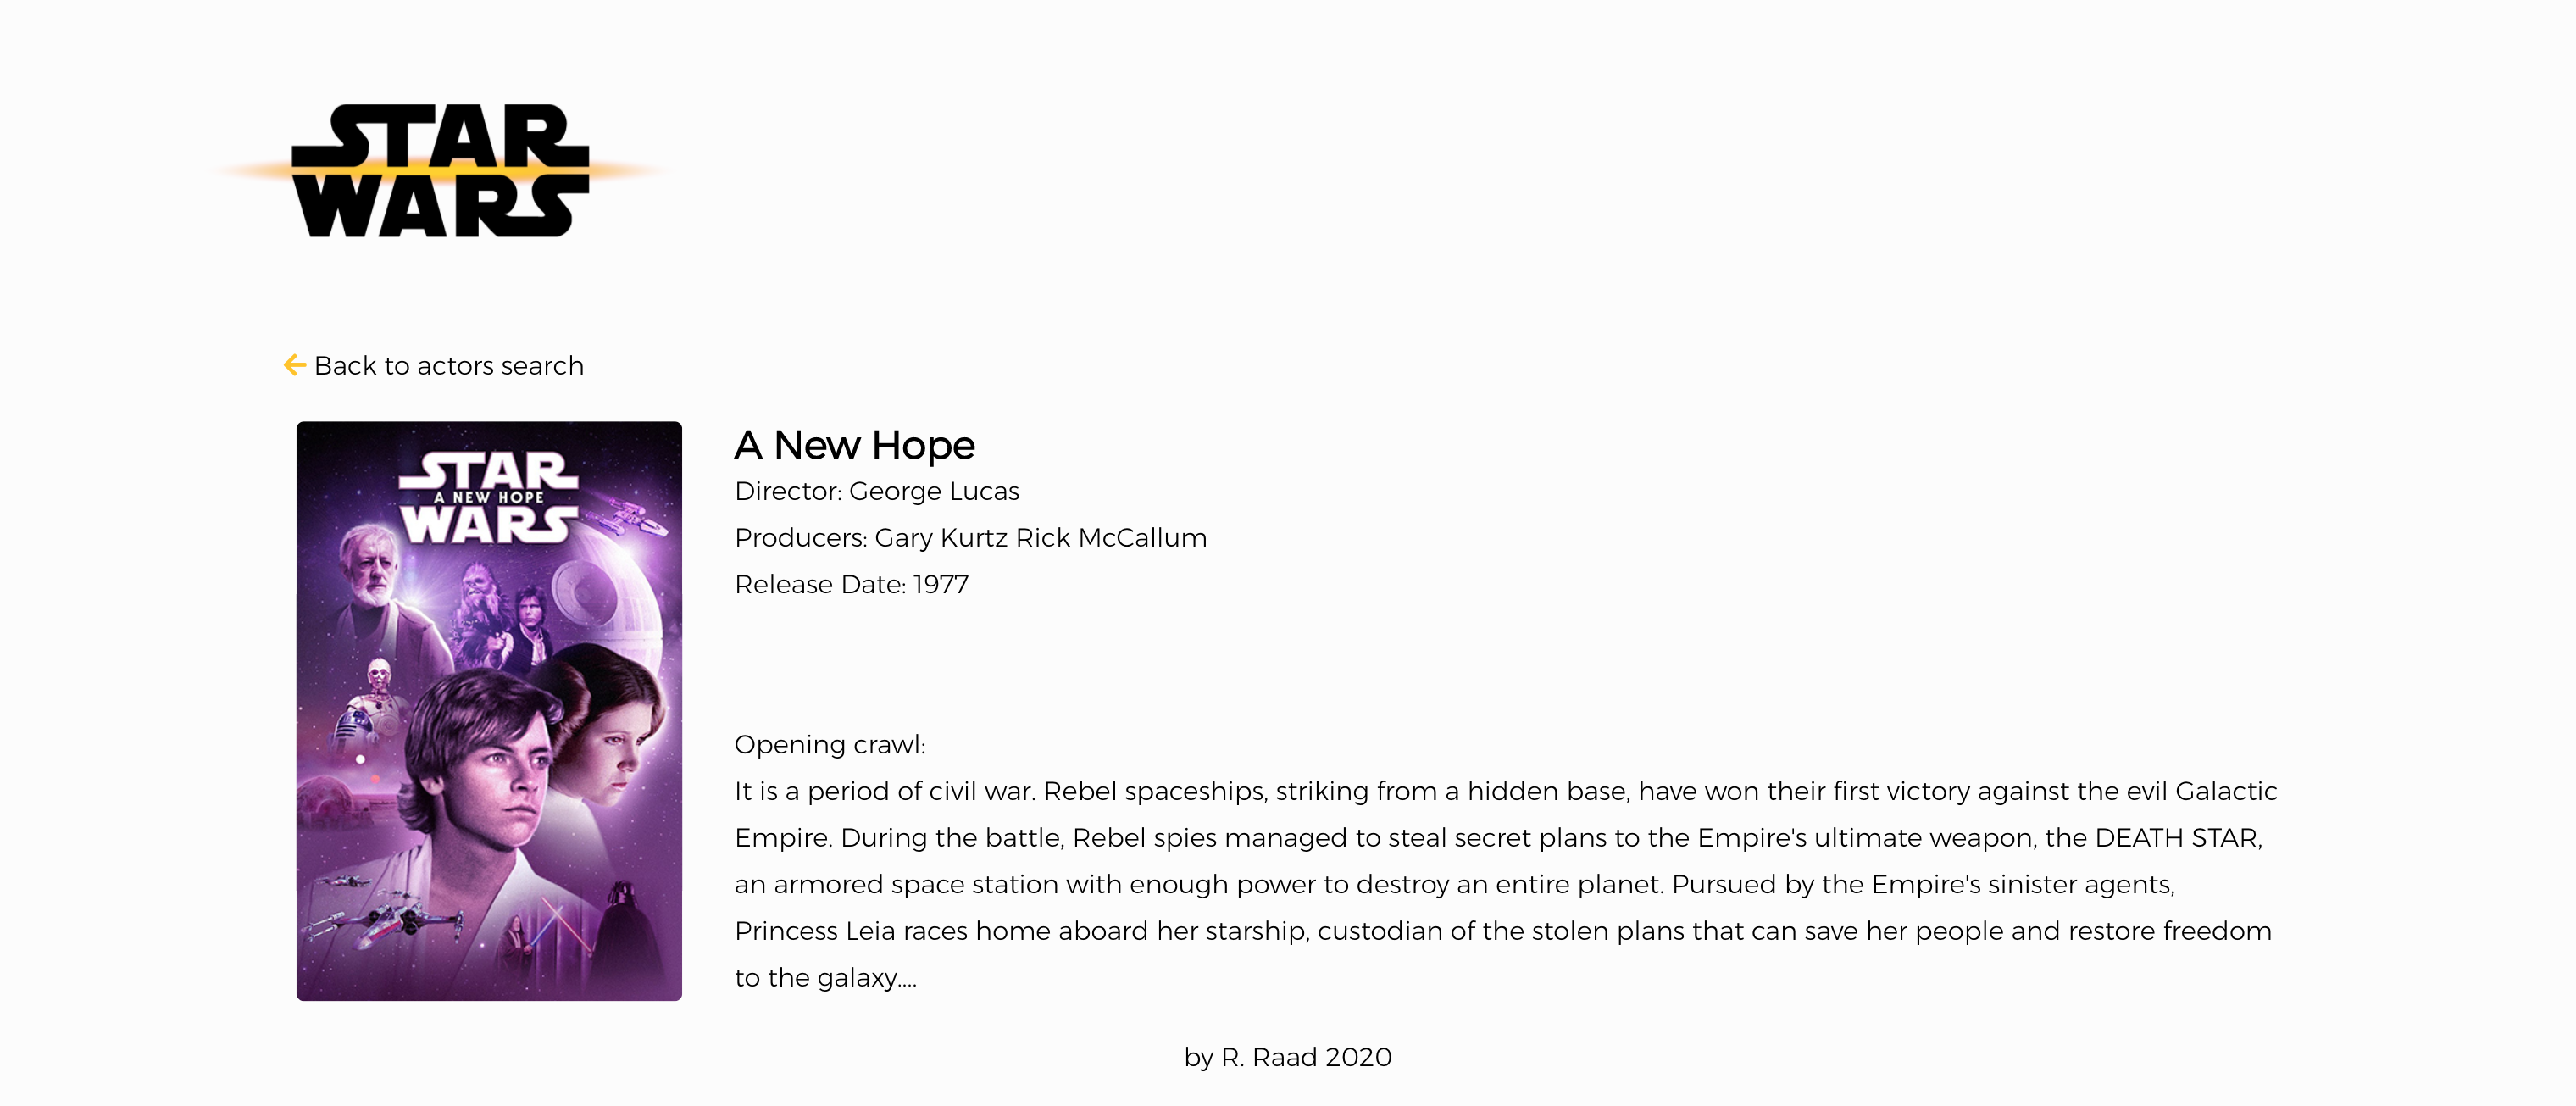 STAR
WARS
Back to actors search
STAR
A NEW HOPE
WARS
A New Hope
Director: George Lucas
Producers: Gary Kurtz Rick McCallum
Release Date: 1977
Opening crawl:
It is a period of civil war. Rebel spaceships, striking from a hidden base, have won their first victory against the evil Galactic
Empire. During the battle, Rebel spies managed to steal secret plans to the Empire's ultimate weapon, the DEATH STAR,
an armored space station with enough power to destroy an entire planet. Pursued by the Empire's sinister agents,
Princess Leia races home aboard her starship, custodian of the stolen plans that can save her people and restore freedom
to the galaxy....
by R. Raad 2020